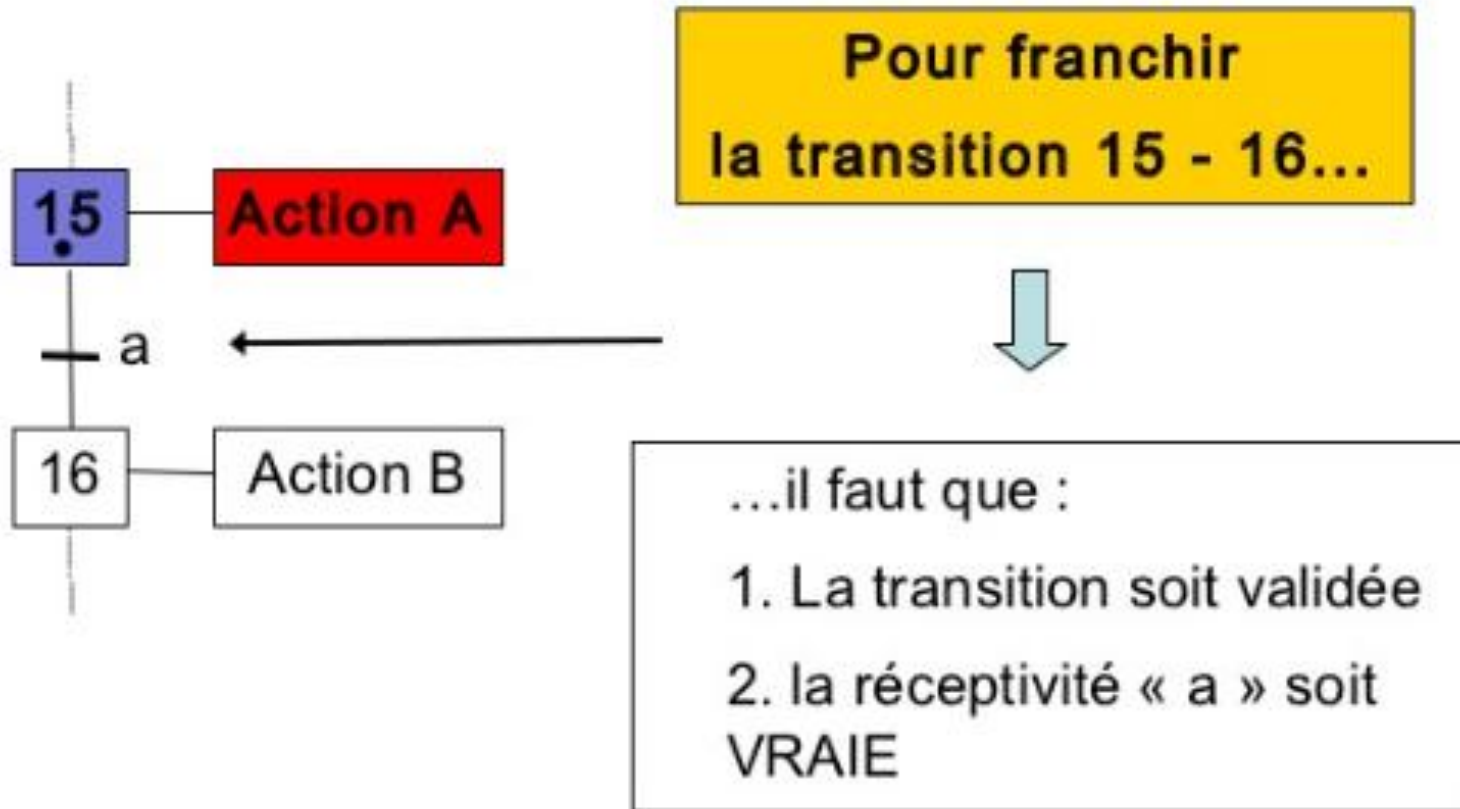 Pour franchir
la transition 15 - 16...
15
Action A
a
16
Action B
...il faut que :
1. La transition soit validée
2. la réceptivité « a » soit
VRAIE